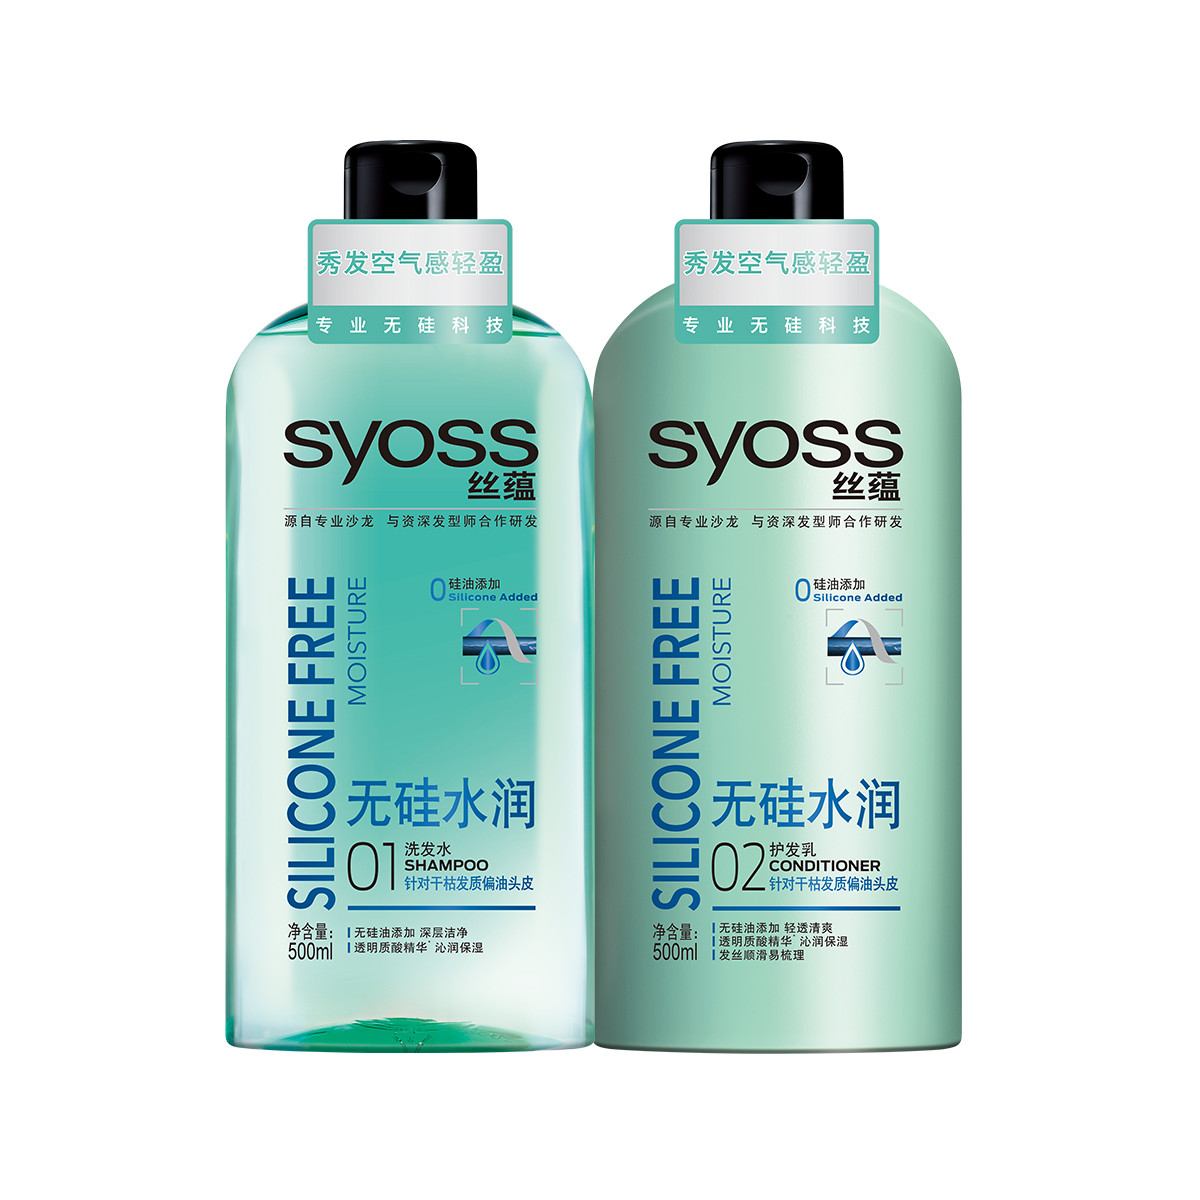 秀发空气感轻盈
专业无硅科技
syoss
丝蕴
源自专业沙龙 与资深发型师合作研发
SILICONE FREE
MOISTURE
0 硅油添加
Silicone Added
无硅水润
01 洗发水
SHAMPOO
针对干枯发质偏油头皮
净含量:
500ml
无硅油添加 深层洁净
透明质酸精华* 沁润保湿
秀发空气感轻盈
专业无硅科技
syoss
丝蕴
源自专业沙龙 与资深发型师合作研发
SILICONE FREE
MOISTURE
0 硅油添加
Silicone Added
无硅水润
02 护发乳
CONDITIONER
针对干枯发质偏油头皮
净含量:
500ml
无硅油添加 轻透清爽
透明质酸精华* 沁润保湿
发丝顺滑易梳理